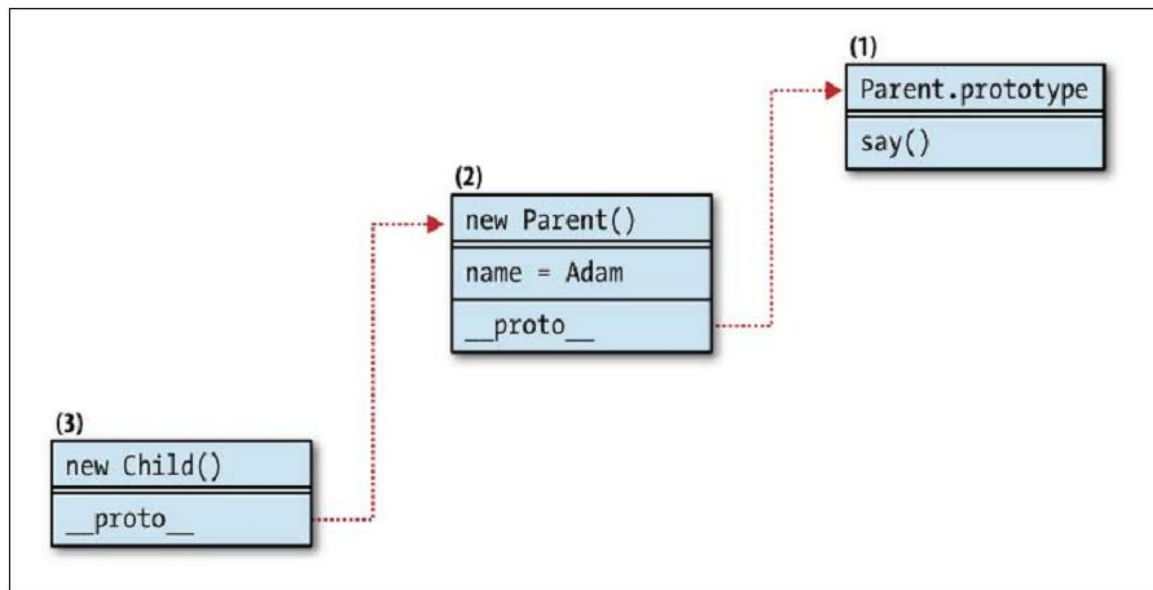 (1)
Parent.prototype
say()
(2)
new Parent()
name = Adam
__proto__
(3)
new Child()
__proto__